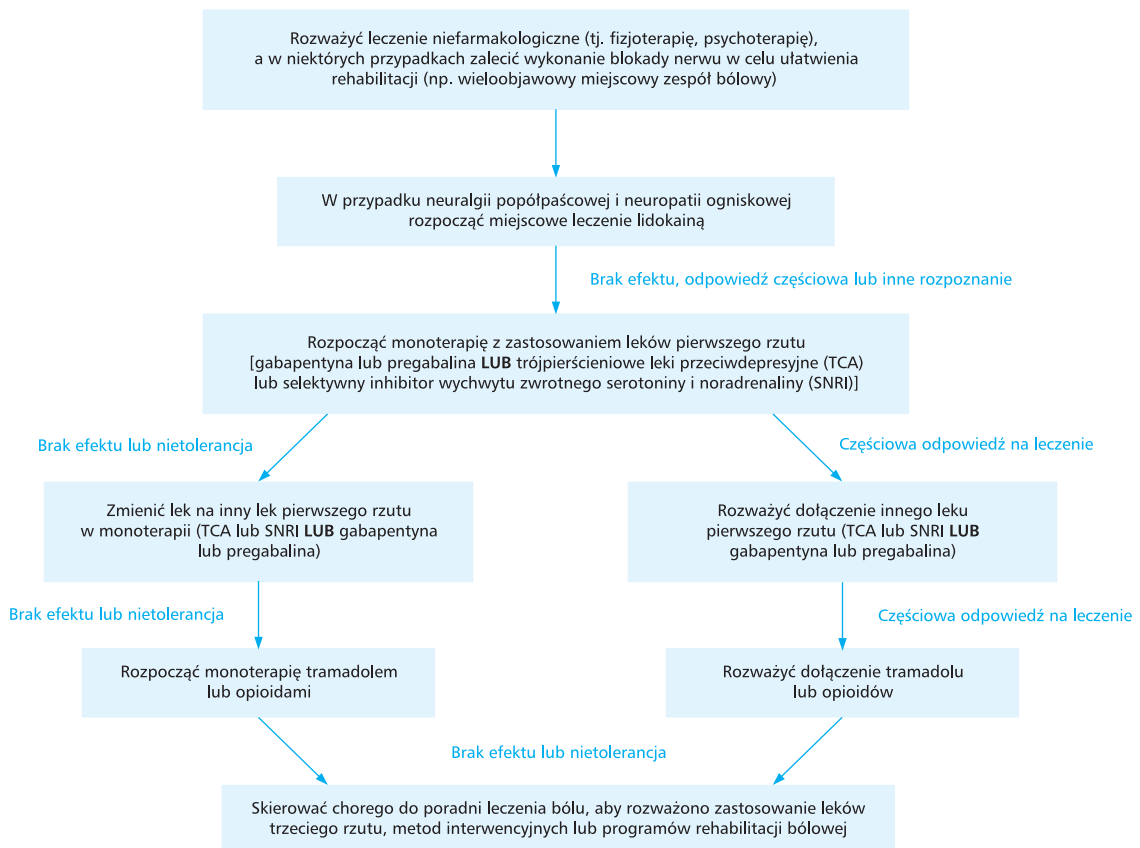 Rozważyć leczenie niefarmakologiczne (tj. fizjoterapię, psychoterapię),
a w niektórych przypadkach zalecić wykonanie blokady nerwu w celu ułatwienia
rehabilitacji (np. wieloobjawowy miejscowy zespół bólowy)
W przypadku neuralgii popółpaścowej i neuropatii ogniskowej
rozpocząć miejscowe leczenie lidokainą
Brak efektu, odpowiedź częściowa lub inne rozpoznanie
Rozpocząć monoterapię z zastosowaniem leków pierwszego rzutu
[gabapentyna lub pregabalina LUB trójpierścieniowe leki przeciwdepresyjne (TCA)
lub selektywny inhibitor wychwytu zwrotnego serotoniny i noradrenaliny (SNRI)]
Brak efektu lub nietolerancja
Częściowa odpowiedź na leczenie
Zmienić lek na inny lek pierwszego rzutu
w monoterapii (TCA lub SNRI LUB gabapentyna
lub pregabalina)
Rozważyć dołączenie innego leku
pierwszego rzutu (TCA lub SNRI LUB
gabapentyna lub pregabalina)
Brak efektu lub nietolerancja
Częściowa odpowiedź na leczenie
Rozpocząć monoterapię tramadolem
lub opioidami
Rozważyć dołączenie tramadolu
lub opioidów
Brak efektu lub nietolerancja
Skierować chorego do poradni leczenia bólu, aby rozważono zastosowanie leków
trzeciego rzutu, metod interwencyjnych lub programów rehabilitacji bólowej